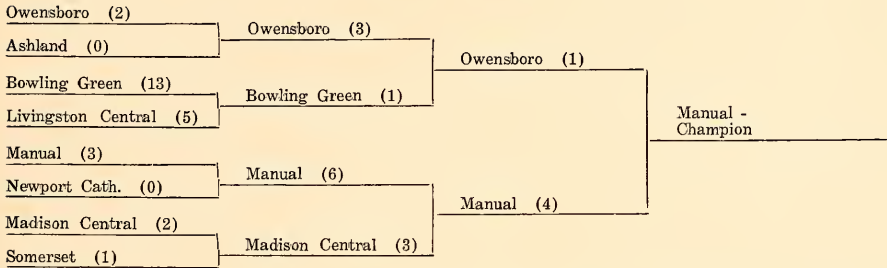 Owensboro (2)
Ashland (0)
Bowling Green (13)
Livingston Central (5)
Manual (3)
Newport Cath. (0)
Madison Central (2)
Somerset (1)
Owensboro (3)
Bowling Green (1)
Manual (6)
Madison Central (3)
Owensboro (1)
Manual (4)
Manual -
Champion